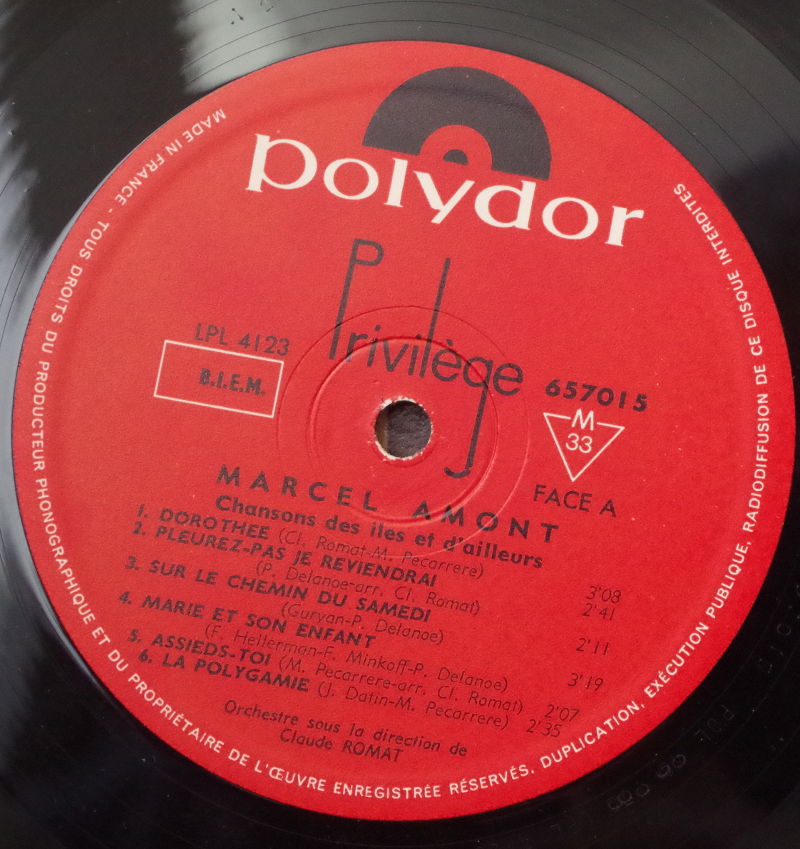 polydor
Privilège
LPL 4123
B.I.E.M.
657015
M
33
FACE A
MARCEL AMONT
Chansons des iles et d'ailleurs
1. DOROTHEE (Cl. Romat-M. Pecarrere) 3'08
2. PLEUREZ-PAS JE REVIENDRAI
(P. Delanoe-arr. Cl. Romat) 2'41
3. SUR LE CHEMIN DU SAMEDI
(Guryan-P. Delanoe) 2'11
4. MARIE ET SON ENFANT
(F. Hellerman-F. Minkoff-P. Delanoe) 3'19
5. ASSIEDS-TOI (M. Pecarrere-arr. Cl. Romat) 2'07
6. LA POLYGAMIE (J. Datin-M. Pecarrere) 2'35
Orchestre sous la direction de
Claude ROMAT
MADE IN FRANCE - TOUS DROITS DU PRODUCTEUR PHONOGRAPHIQUE ET DU PROPRIÉTAIRE DE L'ŒUVRE ENREGISTRÉE RÉSERVÉS. DUPLICATION, EXÉCUTION PUBLIQUE, RADIODIFFUSION DE CE DISQUE INTERDITES